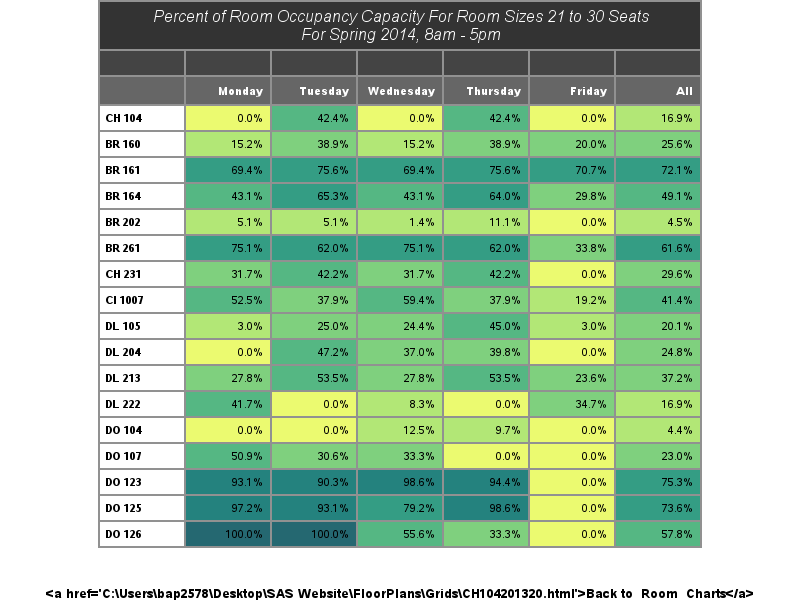 Percent of Room Occupancy Capacity For Room Sizes 21 to 30 Seats
For Spring 2014, 8am - 5pm
Monday Tuesday Wednesday Thursday Friday All
CH 104 0.0% 42.4% 0.0% 42.4% 0.0% 16.9%
BR 160 15.2% 38.9% 15.2% 38.9% 20.0% 25.6%
BR 161 69.4% 75.6% 69.4% 75.6% 70.7% 72.1%
BR 164 43.1% 65.3% 43.1% 64.0% 29.8% 49.1%
BR 202 5.1% 5.1% 1.4% 11.1% 0.0% 4.5%
BR 261 75.1% 62.0% 75.1% 62.0% 33.8% 61.6%
CH 231 31.7% 42.2% 31.7% 42.2% 0.0% 29.6%
CI 1007 52.5% 37.9% 59.4% 37.9% 19.2% 41.4%
DL 105 3.0% 25.0% 24.4% 45.0% 3.0% 20.1%
DL 204 0.0% 47.2% 37.0% 39.8% 0.0% 24.8%
DL 213 27.8% 53.5% 27.8% 53.5% 23.6% 37.2%
DL 222 41.7% 0.0% 8.3% 0.0% 34.7% 16.9%
DO 104 0.0% 0.0% 12.5% 9.7% 0.0% 4.4%
DO 107 50.9% 30.6% 33.3% 0.0% 0.0% 23.0%
DO 123 93.1% 90.3% 98.6% 94.4% 0.0% 75.3%
DO 125 97.2% 93.1% 79.2% 98.6% 0.0% 73.6%
DO 126 100.0% 100.0% 55.6% 33.3% 0.0% 57.8%
<a href='C:\Users\bap2578\Desktop\SAS Website\FloorPlans\Grids\CH104201320.html'>Back to Room Charts</a>